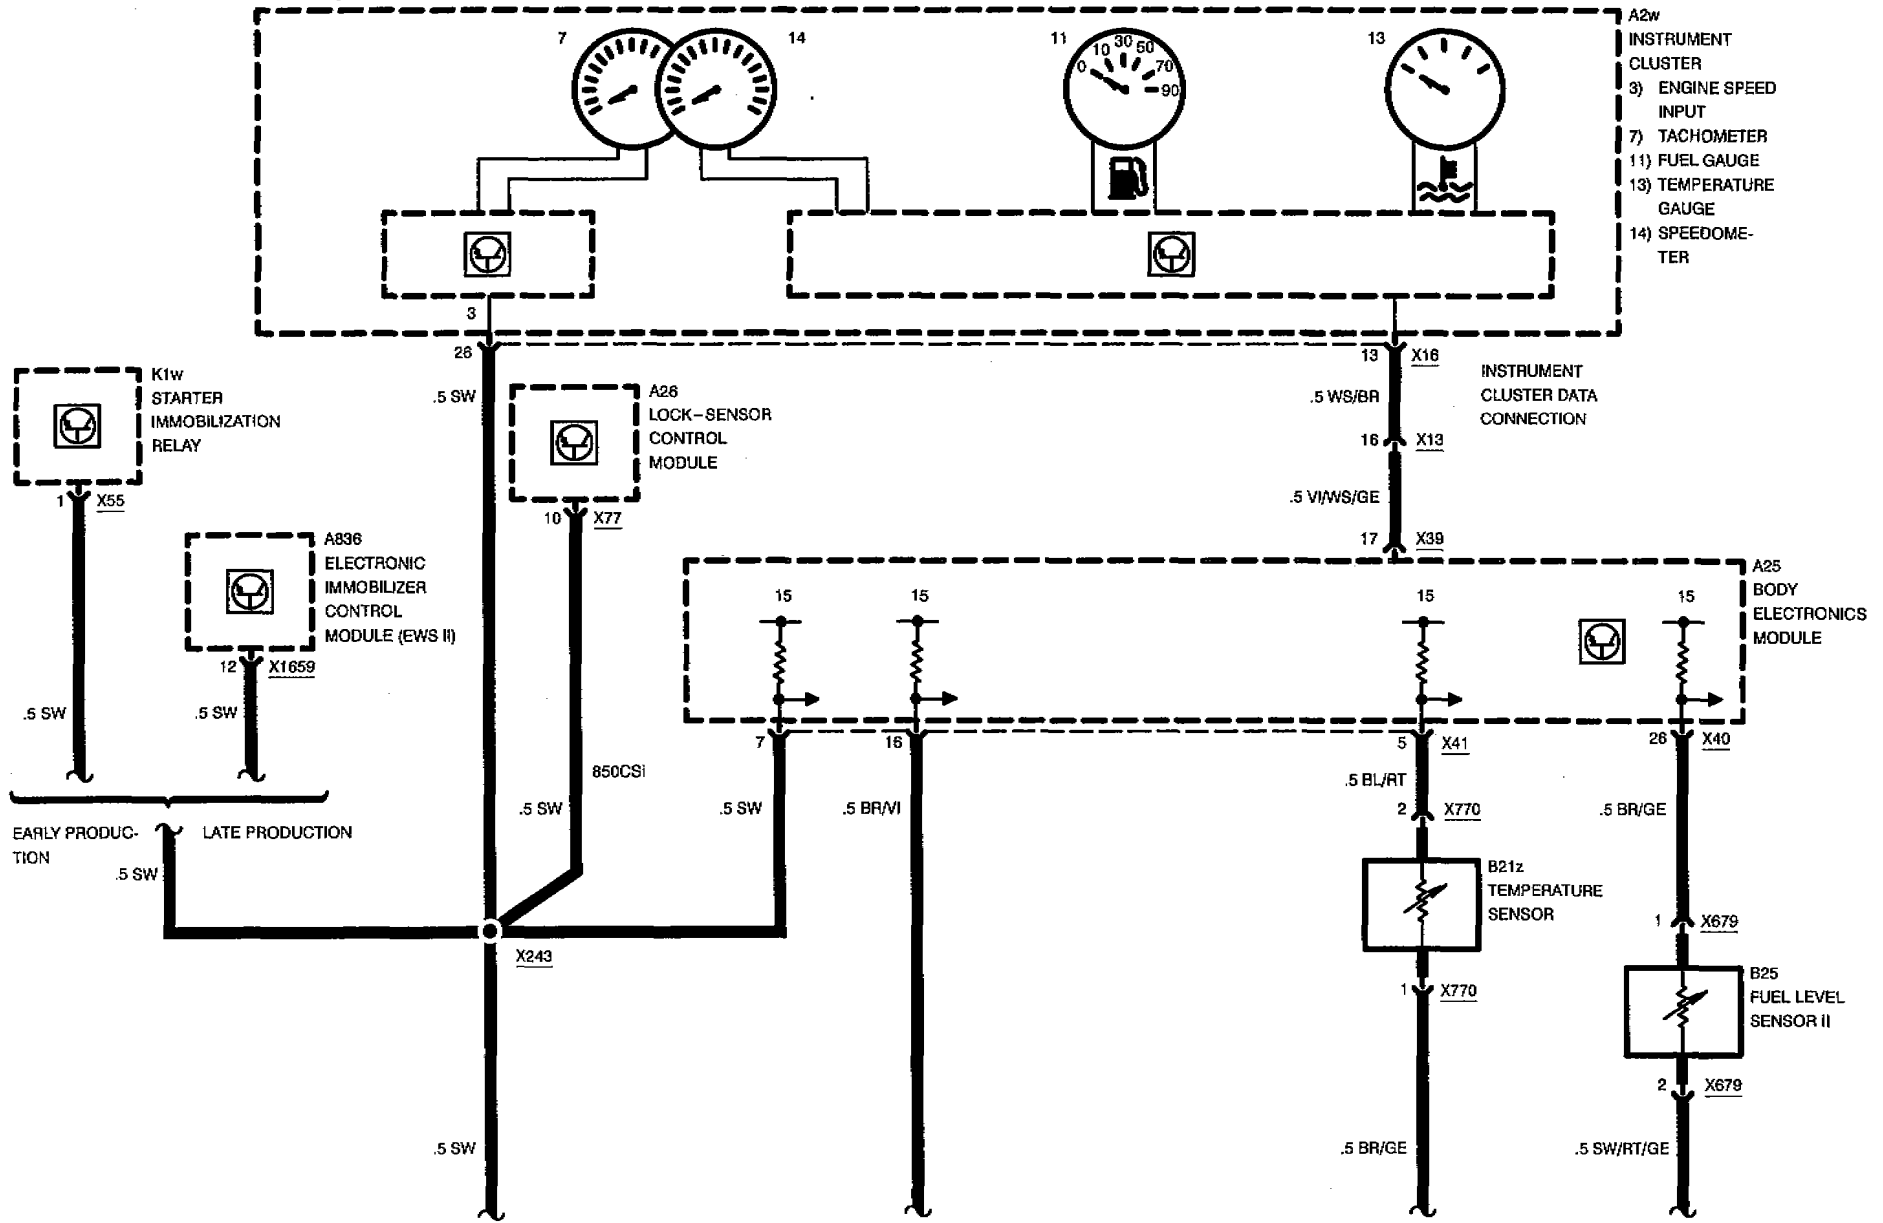 7
14
11
0 10 30 50 70 90
13
A2w
INSTRUMENT
CLUSTER
3) ENGINE SPEED
INPUT
7) TACHOMETER
11) FUEL GAUGE
13) TEMPERATURE
GAUGE
14) SPEEDOME-
TER
3
26
13 X16
INSTRUMENT
CLUSTER DATA
CONNECTION
.5 SW
.5 WS/BR
16 X13
.5 VI/WS/GE
17 X39
K1w
STARTER
IMMOBILIZATION
RELAY
1 X55
A26
LOCK-SENSOR
CONTROL
MODULE
10 X77
A836
ELECTRONIC
IMMOBILIZER
CONTROL
MODULE (EWS II)
12 X1659
.5 SW
.5 SW
A25
BODY
ELECTRONICS
MODULE
15
15
15
15
7
16
5 X41
26 X40
850CSi
.5 SW
.5 SW
.5 BR/VI
.5 BL/RT
2 X770
.5 BR/GE
EARLY PRODUC-
TION
LATE PRODUCTION
.5 SW
B21z
TEMPERATURE
SENSOR
1 X679
X243
1 X770
B25
FUEL LEVEL
SENSOR II
2 X679
.5 SW
.5 BR/GE
.5 SW/RT/GE